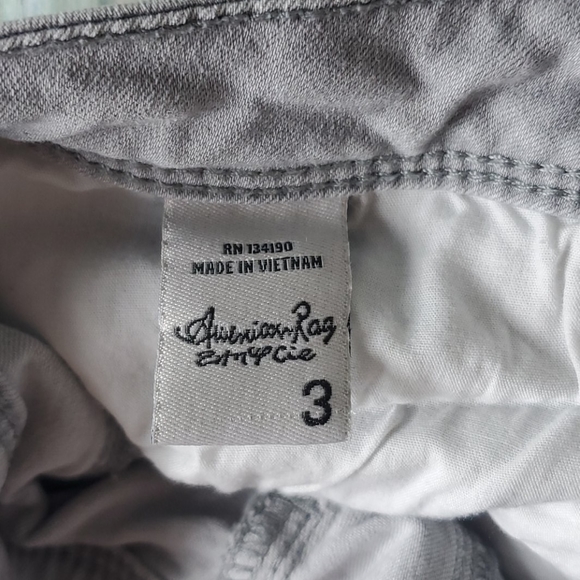 RN 134190
MADE IN VIETNAM
American Rag
Cie
3